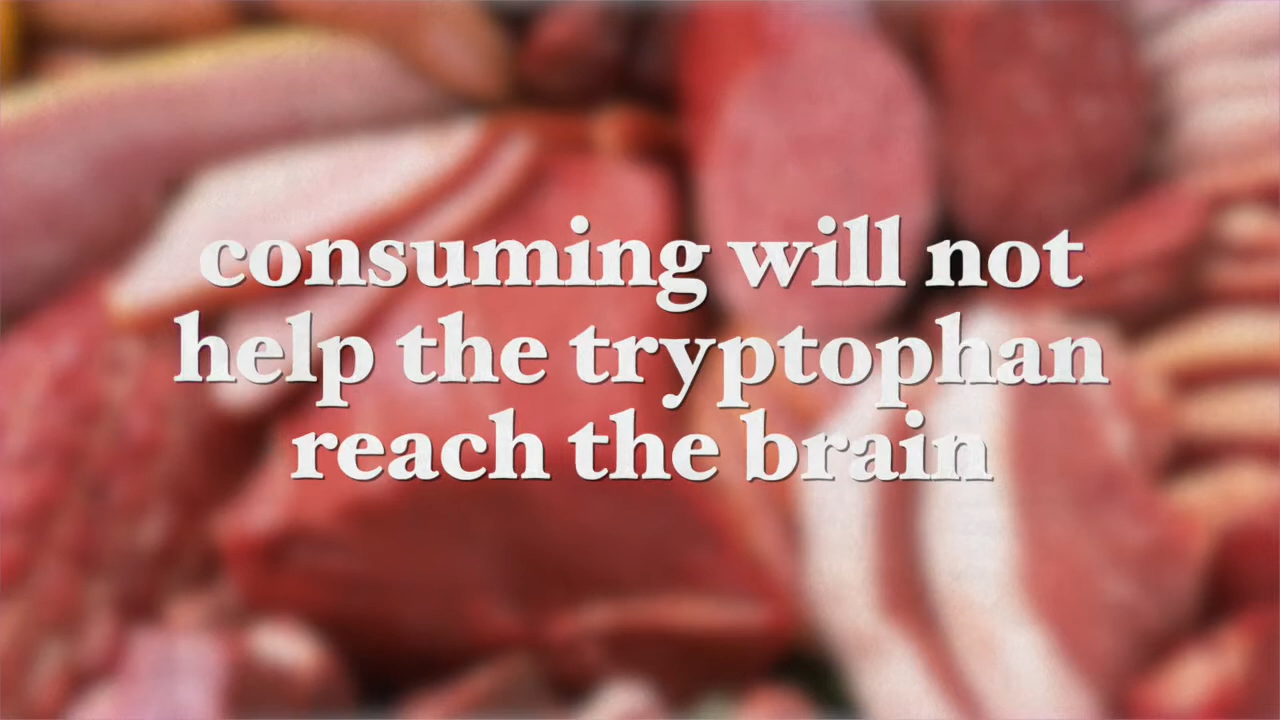 consuming will not
help the tryptophan
reach the brain